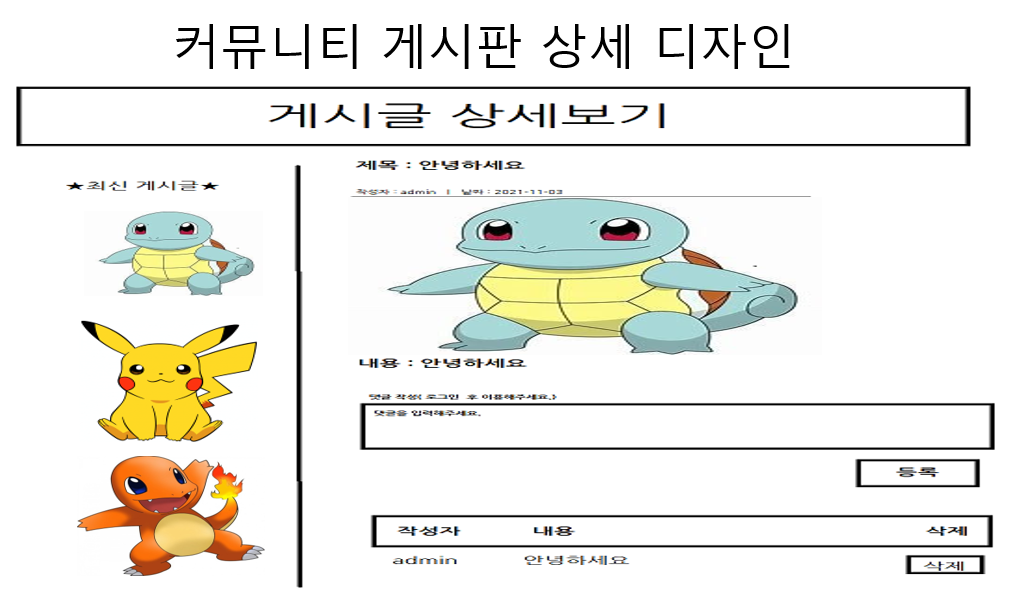 커뮤니티 게시판 상세 디자인
게시글 상세보기
★최신 게시글★
제목 : 안녕하세요
작성자 : admin | 날짜 : 2021-11-03
내용 : 안녕하세요
댓글 작성( 로그인 후 이용해주세요.)
댓글을 입력해주세요.
등록
작성자 내용 삭제
admin 안녕하세요 삭제